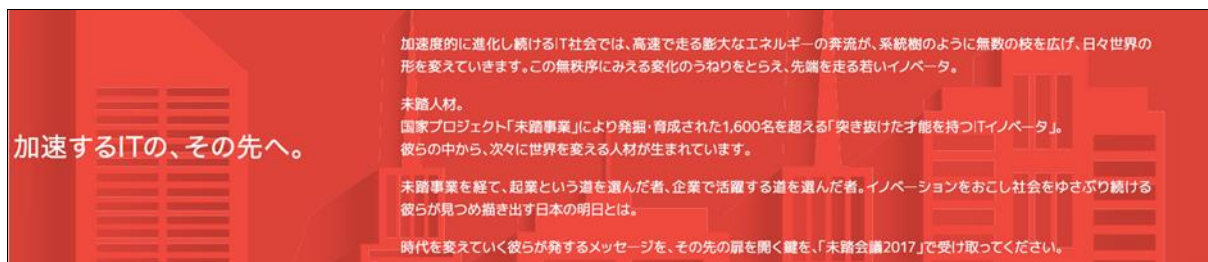 加速するITの、その先へ。
加速度的に進化し続けるIT社会では、高速で走る膨大なエネルギーの奔流が、系統樹のように無数の枝を広げ、日々世界の
形を変えていきます。この無秩序にみえる変化のうねりをとらえ、先端を走る若いイノベータ。
未踏人材。
国家プロジェクト「未踏事業」により発掘・育成された1,600名を超える「突き抜けた才能を持つITイノベータ」。
彼らの中から、次々に世界を変える人材が生まれています。
未踏事業を経て、起業という道を選んだ者、企業で活躍する道を選んだ者。イノベーションをおこし社会をゆさぶり続ける
彼らが見つめ描き出す日本の明日とは。
時代を変えていく彼らが発するメッセージを、その先の扉を開く鍵を、「未踏会議2017」で受け取ってください。